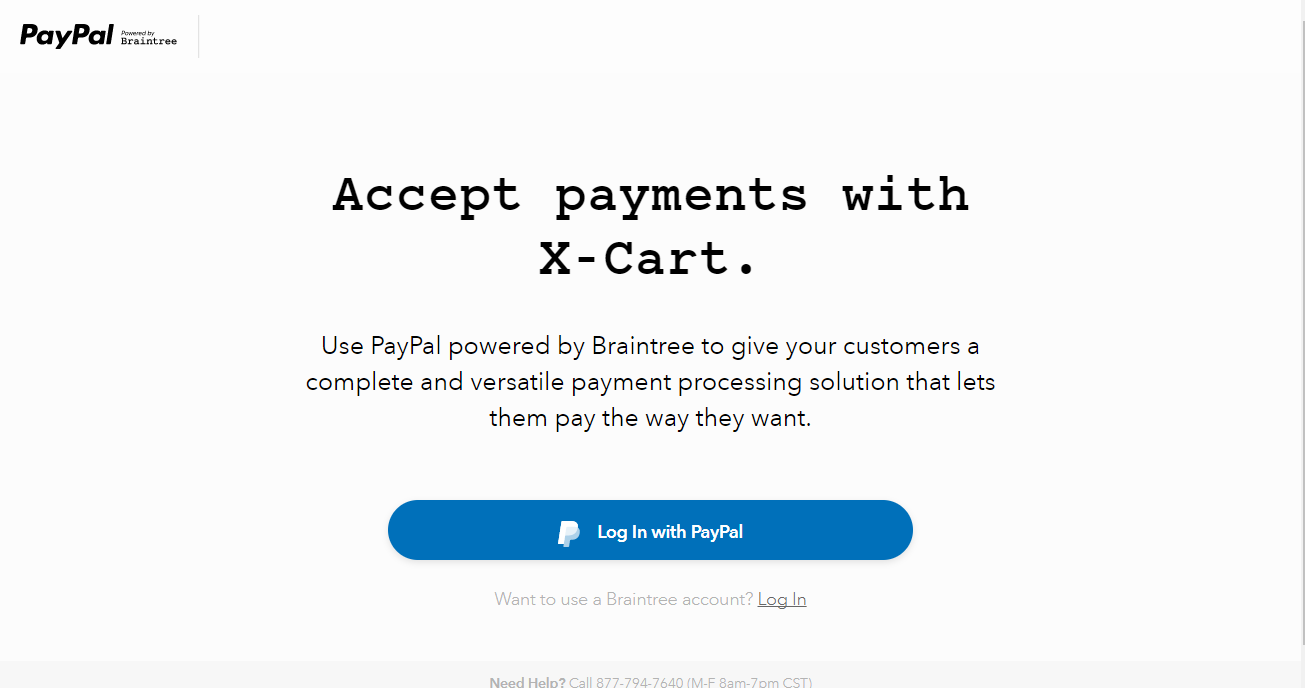 PayPal Powered by
Braintree
Accept payments with
X-Cart.
Use PayPal powered by Braintree to give your customers a
complete and versatile payment processing solution that lets
them pay the way they want.
Log In with PayPal
Want to use a Braintree account? Log In
Need Help? Call 877-794-7640 (M-F 8am-7pm CST)